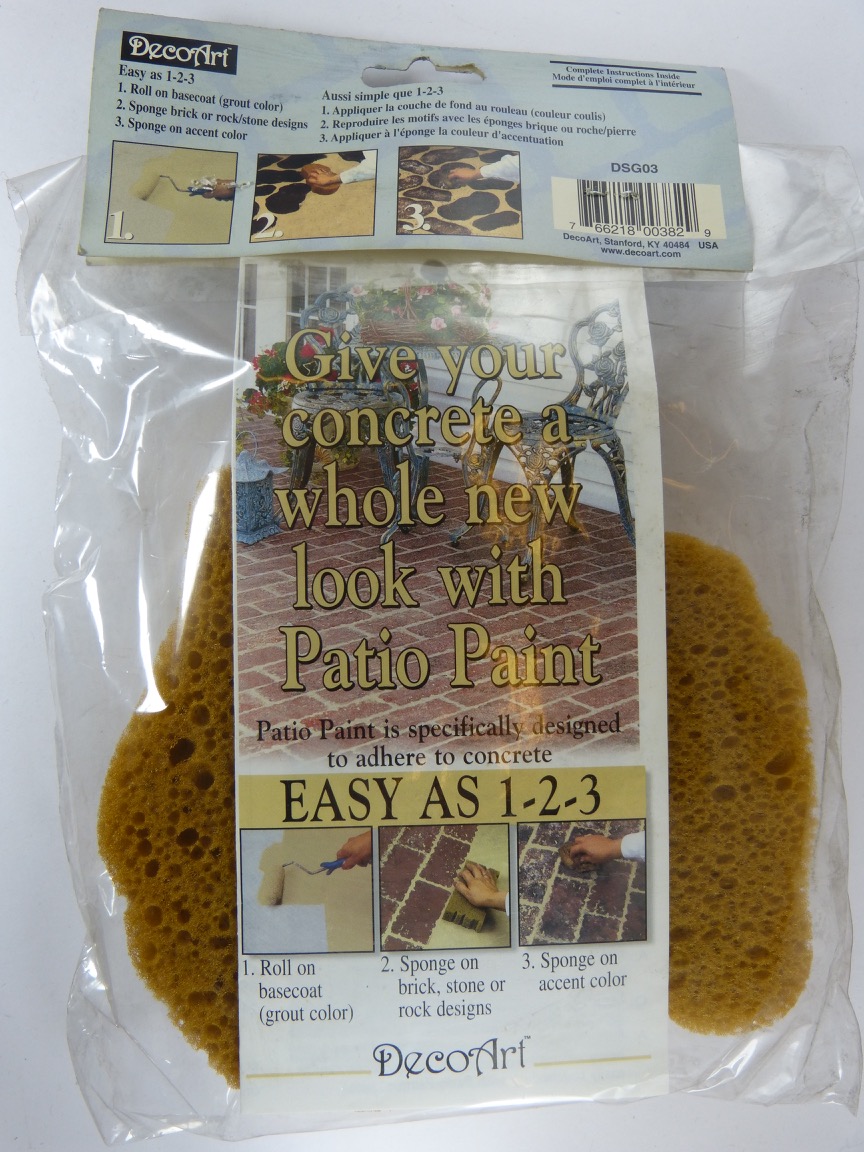 DecoArt™
Easy as 1-2-3
1. Roll on basecoat (grout color)
2. Sponge brick or rock/stone designs
3. Sponge on accent color
Aussi simple que 1-2-3
1. Appliquer la couche de fond au rouleau (couleur coulis)
2. Reproduire les motifs avec les éponges brique ou roche/pierre
3. Appliquer à l'éponge la couleur d'accentuation
Complete Instructions Inside
Mode d'emploi complet à l'intérieur
1.
2.
3.
DSG03
7 66218 00382 9
DecoArt, Stanford, KY 40484 USA
www.decoart.com
Give your
concrete a
whole new
look with
Patio Paint
Patio Paint is specifically designed
to adhere to concrete
EASY AS 1-2-3
1. Roll on
basecoat
(grout color)
2. Sponge on
brick, stone or
rock designs
3. Sponge on
accent color
DecoArt™